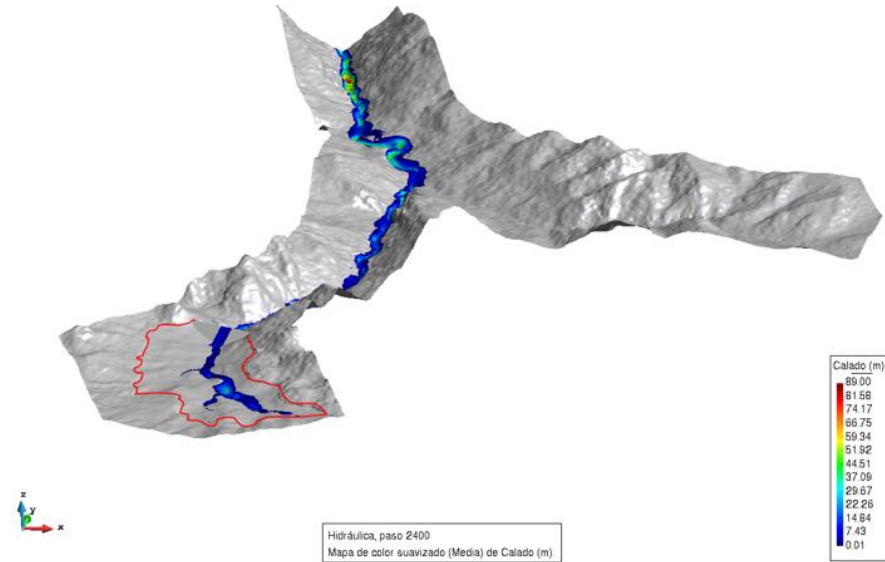 Calado (m)
89.00
81.58
74.17
66.75
59.34
51.92
44.51
37.09
29.67
22.26
14.84
7.43
0.01
z
y
x
Hidráulica, paso 2400
Mapa de color suavizado (Media) de Calado (m).